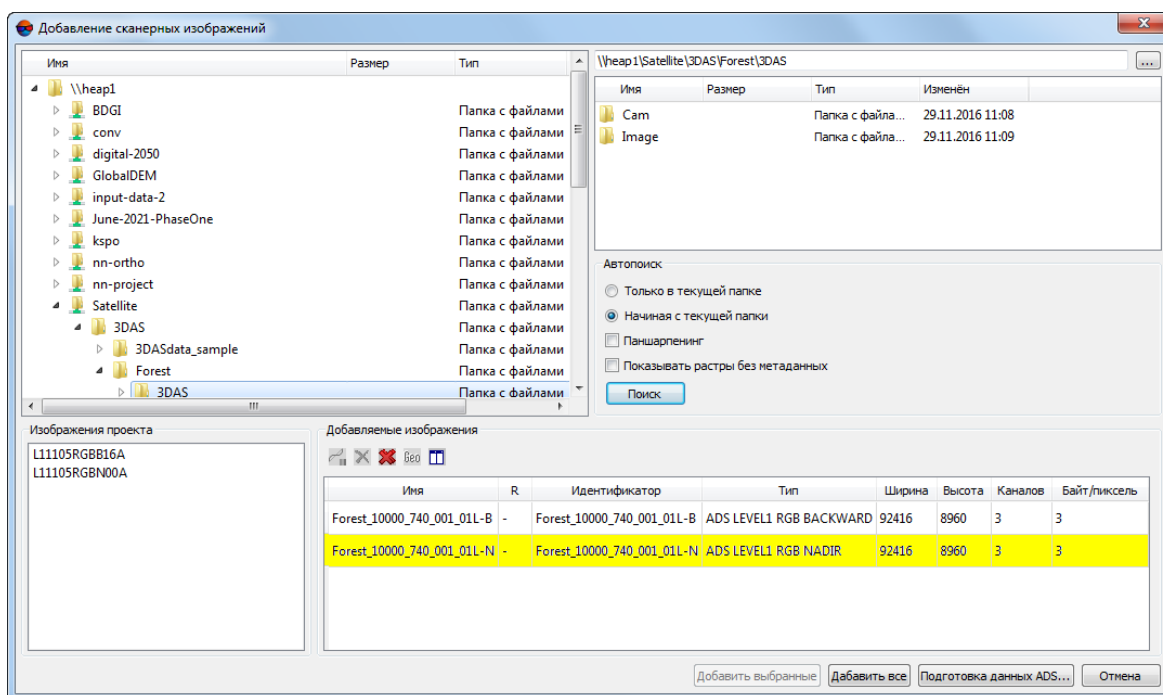 Добавление сканерных изображений
Имя Размер Тип
\\heap1
BDGI Папка с файлами
conv Папка с файлами
digital-2050 Папка с файлами
GlobalDEM Папка с файлами
input-data-2 Папка с файлами
June-2021-PhaseOne Папка с файлами
kspo Папка с файлами
nn-ortho Папка с файлами
nn-project Папка с файлами
Satellite Папка с файлами
3DAS Папка с файлами
3DASdata_sample Папка с файлами
Forest Папка с файлами
3DAS Папка с файлами
\\heap1\Satellite\3DAS\Forest\3DAS ...
Имя Размер Тип Изменён
Cam Папка с файла... 29.11.2016 11:08
Image Папка с файла... 29.11.2016 11:09
Автопоиск
Только в текущей папке
Начиная с текущей папки
Паншарпенинг
Показывать растры без метаданных
Поиск
Изображения проекта
L11105RGBB16A
L11105RGBN00A
Добавляемые изображения
Geo
Имя R Идентификатор Тип Ширина Высота Каналов Байт/пиксель
Forest_10000_740_001_01L-B - Forest_10000_740_001_01L-B ADS LEVEL1 RGB BACKWARD 92416 8960 3 3
Forest_10000_740_001_01L-N - Forest_10000_740_001_01L-N ADS LEVEL1 RGB NADIR 92416 8960 3 3
Добавить выбранные Дабавить все Подготовка данных ADS... Отмена